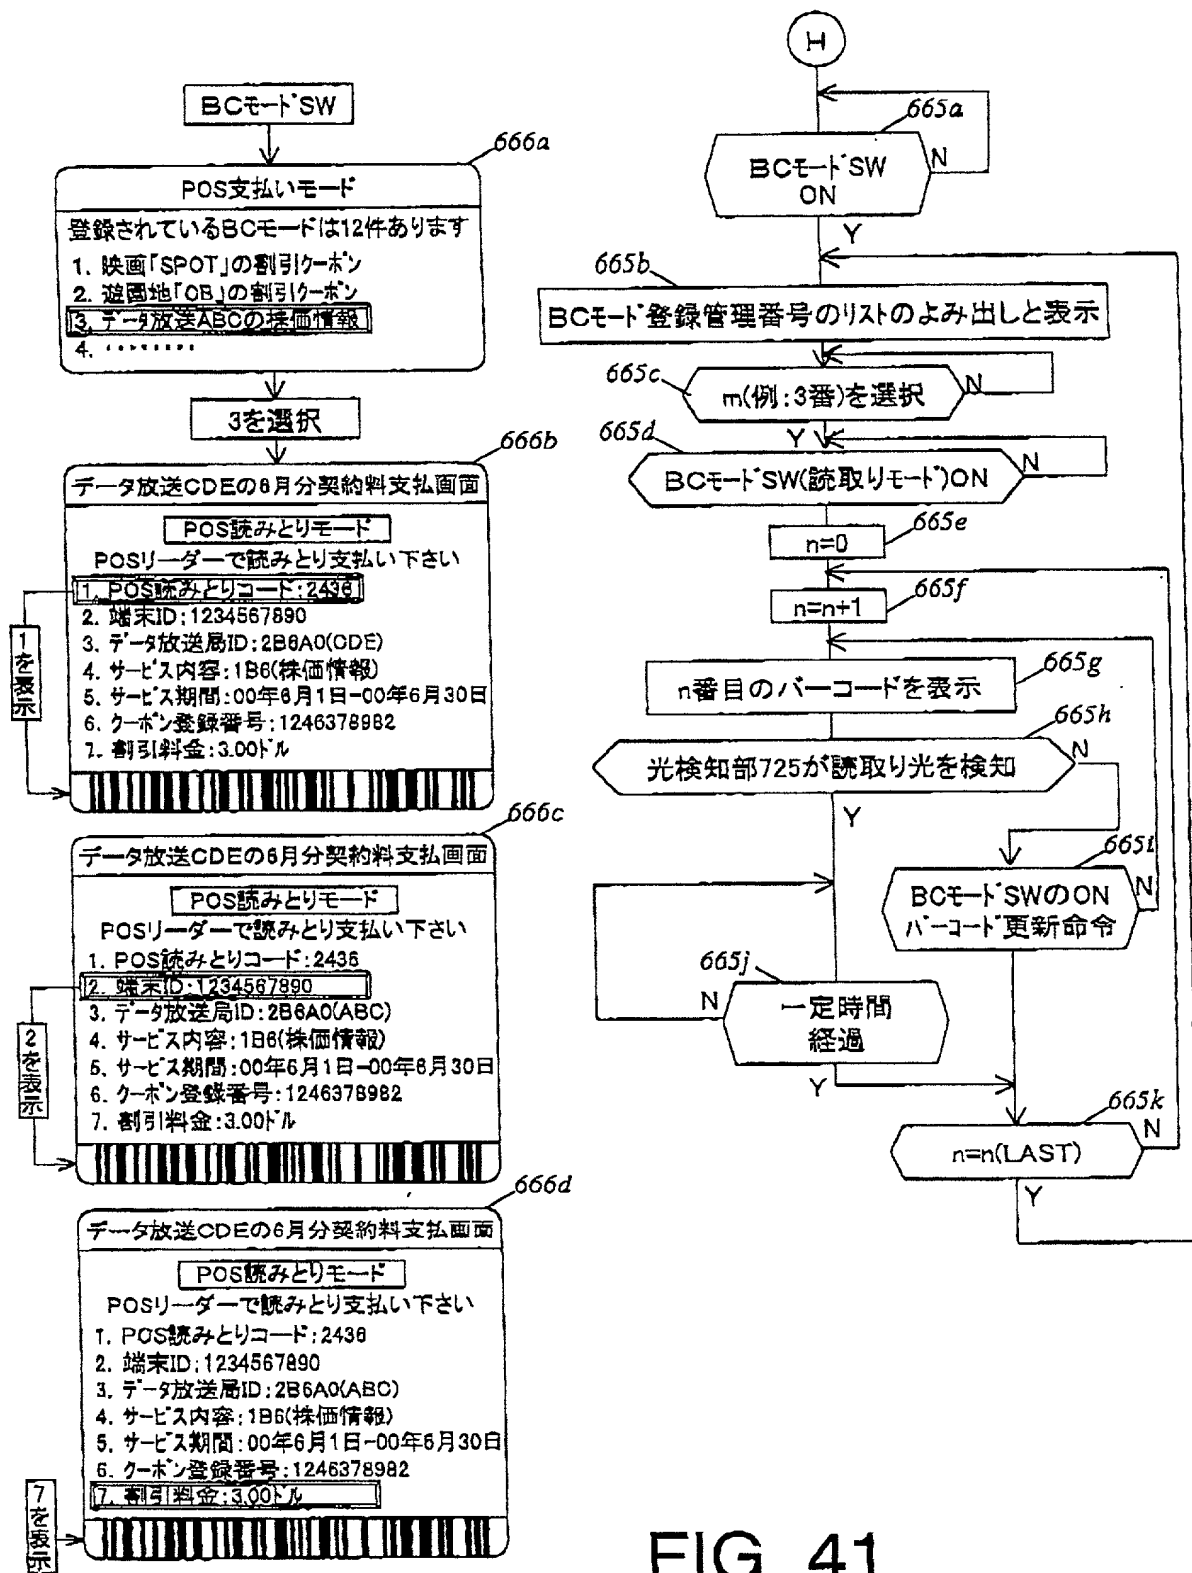 BCモードSW
666a
POS支払いモード
登録されているBCモードは12件あります
1. 映画「SPOT」の割引クーポン
2. 遊園地「OB」の割引クーポン
3. データ放送ABCの株価情報
4. ・・・・・・・・
3を選択
666b
データ放送CDEの6月分契約料支払画面
POS読みとりモード
POSリーダーで読みとり支払い下さい
1. POS読みとりコード:2436
2. 端末ID:1234567890
3. データ放送局ID:2B6A0(CDE)
4. サービス内容:1B6(株価情報)
5. サービス期間:00年6月1日-00年6月30日
6. クーポン登録番号:1246378982
7. 割引料金:3.00ドル
1を表示
666c
データ放送CDEの6月分契約料支払画面
POS読みとりモード
POSリーダーで読みとり支払い下さい
1. POS読みとりコード:2436
2. 端末ID:1234567890
3. データ放送局ID:2B6A0(ABC)
4. サービス内容:1B6(株価情報)
5. サービス期間:00年6月1日-00年6月30日
6. クーポン登録番号:1246378982
7. 割引料金:3.00ドル
2を表示
666d
データ放送CDEの6月分契約料支払画面
POS読みとりモード
POSリーダーで読みとり支払い下さい
1. POS読みとりコード:2436
2. 端末ID:1234567890
3. データ放送局ID:2B6A0(ABC)
4. サービス内容:1B6(株価情報)
5. サービス期間:00年6月1日-00年6月30日
6. クーポン登録番号:1246378982
7. 割引料金:3.00ドル
7を表示
H
665a
BCモードSW
ON
N
Y
665b
BCモード登録管理番号のリストのよみ出しと表示
665c
m(例:3番)を選択
N
Y
665d
BCモードSW(読取りモード)ON
N
665e
n=0
665f
n=n+1
665g
n番目のバーコードを表示
665h
光検知部725が読取り光を検知
N
Y
665i
BCモードSWのON
バーコード更新命令
N
665j
一定時間
経過
N
Y
665k
n=n(LAST)
N
Y
FIG. 41